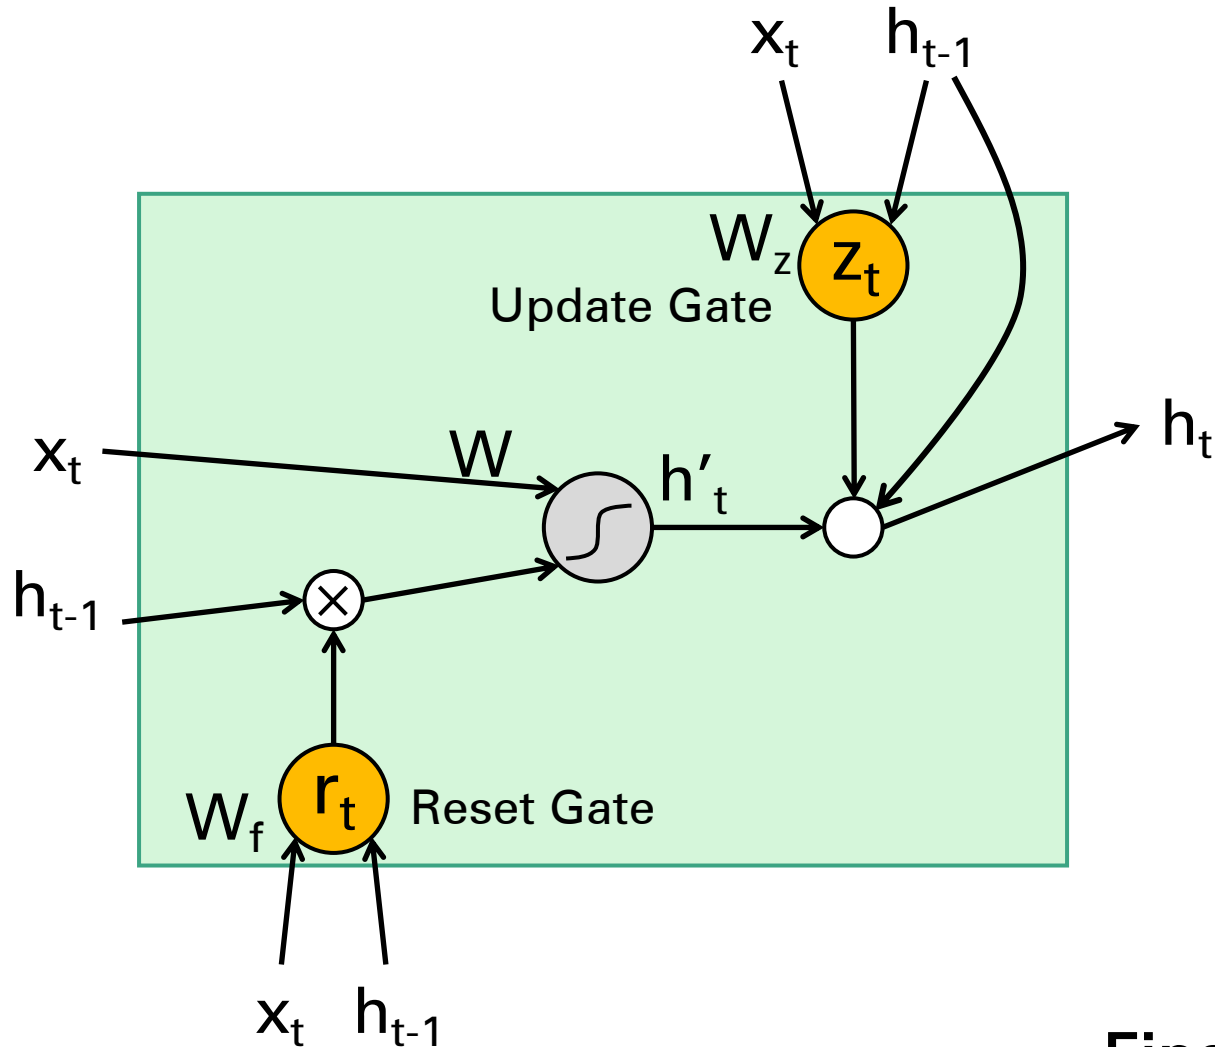 xt ht-1
Wz zt
Update Gate
ht
xt W
h′t
ht-1
Wf rt Reset Gate
xt ht-1